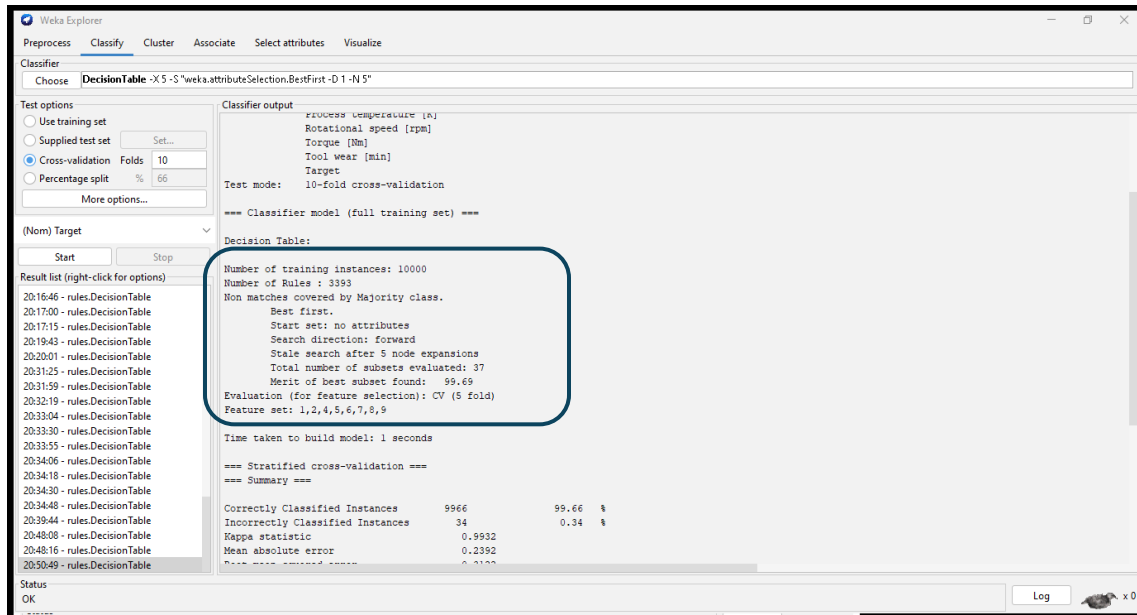 Weka Explorer
Preprocess Classify Cluster Associate Select attributes Visualize
Classifier
Choose DecisionTable -X 5 -S "weka.attributeSelection.BestFirst -D 1 -N 5"
Test options
Use training set
Supplied test set Set...
Cross-validation Folds 10
Percentage split % 66
More options...
(Nom) Target
Start Stop
Result list (right-click for options)
20:16:46 - rules.DecisionTable
20:17:00 - rules.DecisionTable
20:17:15 - rules.DecisionTable
20:19:43 - rules.DecisionTable
20:20:01 - rules.DecisionTable
20:31:25 - rules.DecisionTable
20:31:59 - rules.DecisionTable
20:32:19 - rules.DecisionTable
20:33:04 - rules.DecisionTable
20:33:30 - rules.DecisionTable
20:33:55 - rules.DecisionTable
20:34:06 - rules.DecisionTable
20:34:18 - rules.DecisionTable
20:34:30 - rules.DecisionTable
20:34:48 - rules.DecisionTable
20:39:44 - rules.DecisionTable
20:48:08 - rules.DecisionTable
20:48:16 - rules.DecisionTable
20:50:49 - rules.DecisionTable
Classifier output
Process temperature [K]
Rotational speed [rpm]
Torque [Nm]
Tool wear [min]
Target
Test mode: 10-fold cross-validation
=== Classifier model (full training set) ===
Decision Table:
Number of training instances: 10000
Number of Rules : 3393
Non matches covered by Majority class.
Best first.
Start set: no attributes
Search direction: forward
Stale search after 5 node expansions
Total number of subsets evaluated: 37
Merit of best subset found: 99.69
Evaluation (for feature selection): CV (5 fold)
Feature set: 1,2,4,5,6,7,8,9
Time taken to build model: 1 seconds
=== Stratified cross-validation ===
=== Summary ===
Correctly Classified Instances 9966 99.66 %
Incorrectly Classified Instances 34 0.34 %
Kappa statistic 0.9932
Mean absolute error 0.2392
Status
OK
Log x 0